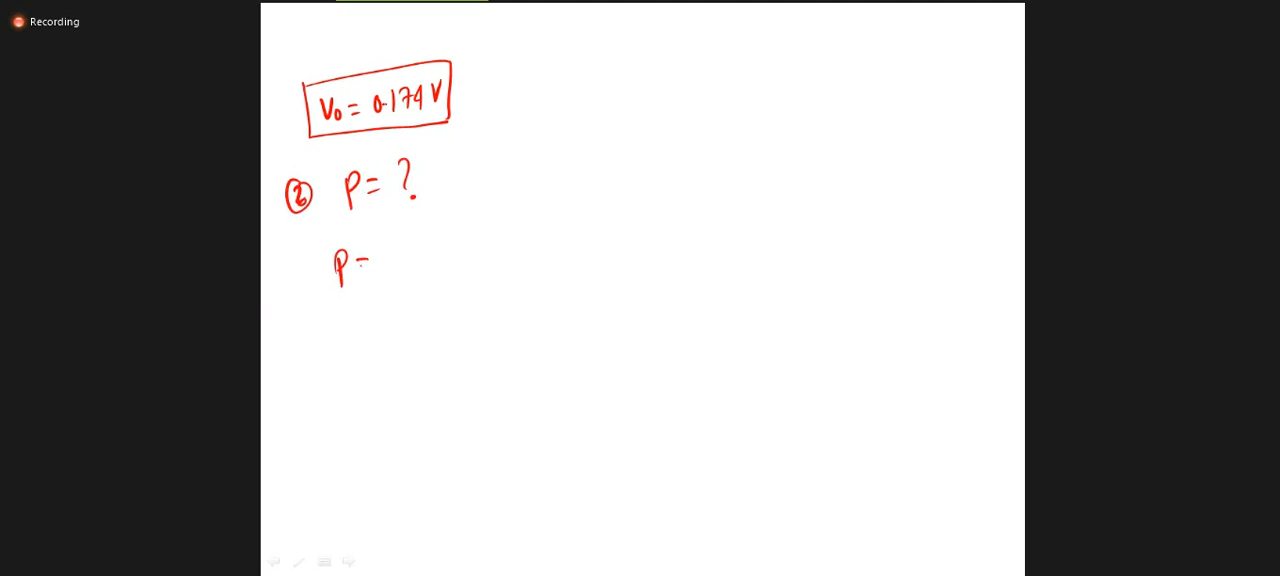 Recording
V₀ = 0.174 V
② P = ?
P =